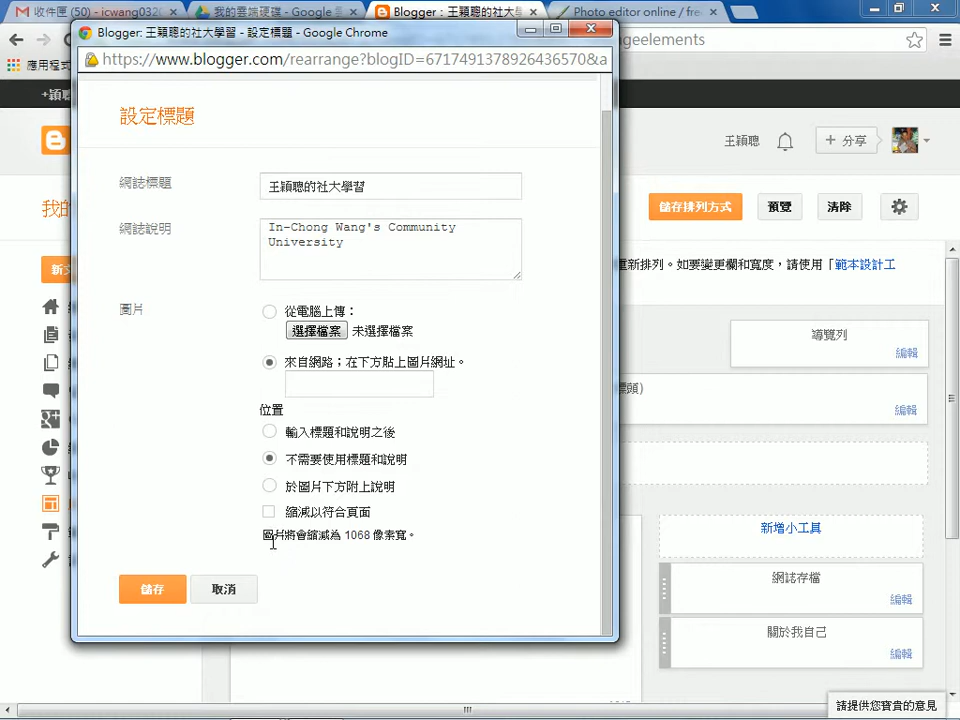 收件匣 (50) - icwang032
我的雲端硬碟 - Google
Blogger : 王穎聰的社大學
Photo editor online / free
Blogger: 王穎聰的社大學習 - 設定標題 - Google Chrome
https://www.blogger.com/rearrange?blogID=6717491378926436570&a
geelements
應用程式
+穎
設定標題
王穎聰
+ 分享
網誌標題
王穎聰的社大學習
我的
儲存排列方式
預覽
清除
網誌說明
In-Chong Wang's Community
University
新文
重新排列。如要變更欄和寬度，請使用「範本設計工
圖片
從電腦上傳：
選擇檔案 未選擇檔案
導覽列
編輯
來自網路；在下方貼上圖片網址。
標頭)
編輯
位置
輸入標題和說明之後
不需要使用標題和說明
於圖片下方附上說明
縮減以符合頁面
圖片將會縮減為 1068 像素寬。
新增小工具
網誌存檔
編輯
儲存
取消
關於我自己
編輯
請提供您寶貴的意見